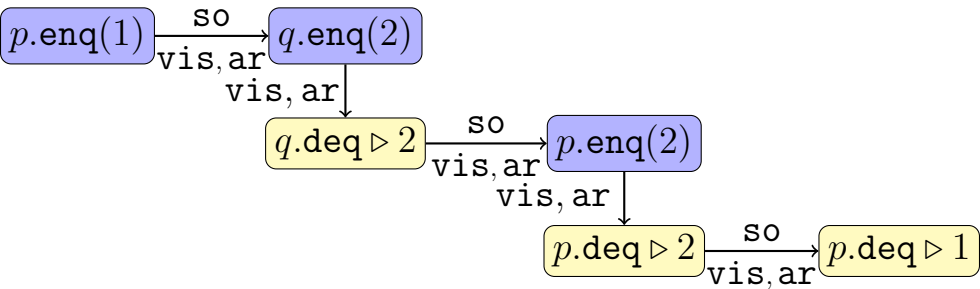 p.enq(1) so q.enq(2)
vis, ar
vis, ar
q.deq ▷ 2 so p.enq(2)
vis, ar
vis, ar
p.deq ▷ 2 so p.deq ▷ 1
vis, ar